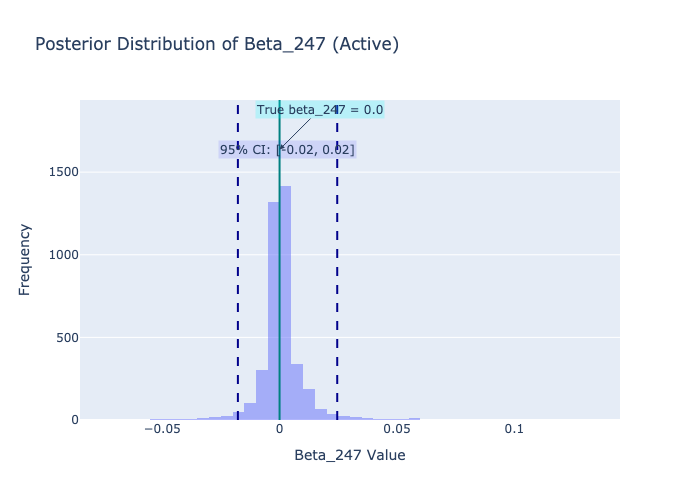 Posterior Distribution of Beta_247 (Active)
True beta_247 = 0.0
95% CI: [-0.02, 0.02]
1500
1000
500
0
Frequency
−0.05
0
0.05
0.1
Beta_247 Value